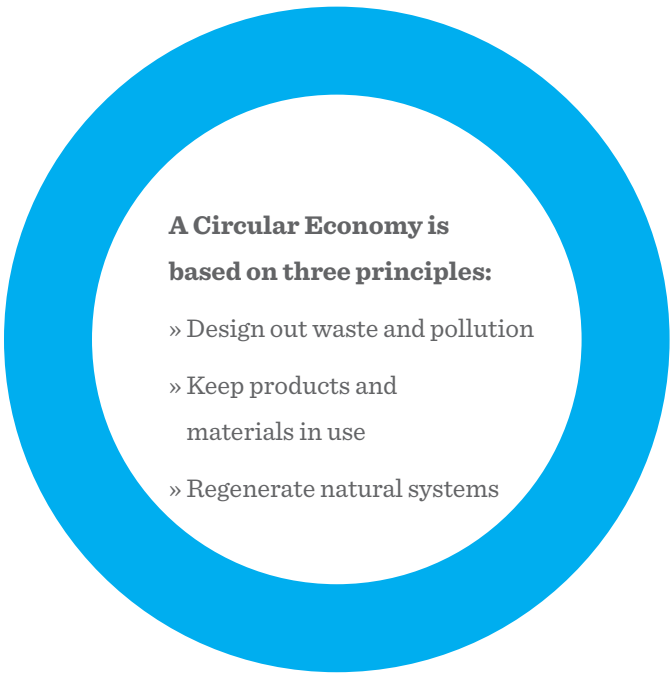 A Circular Economy is
based on three principles:
» Design out waste and pollution
» Keep products and
materials in use
» Regenerate natural systems